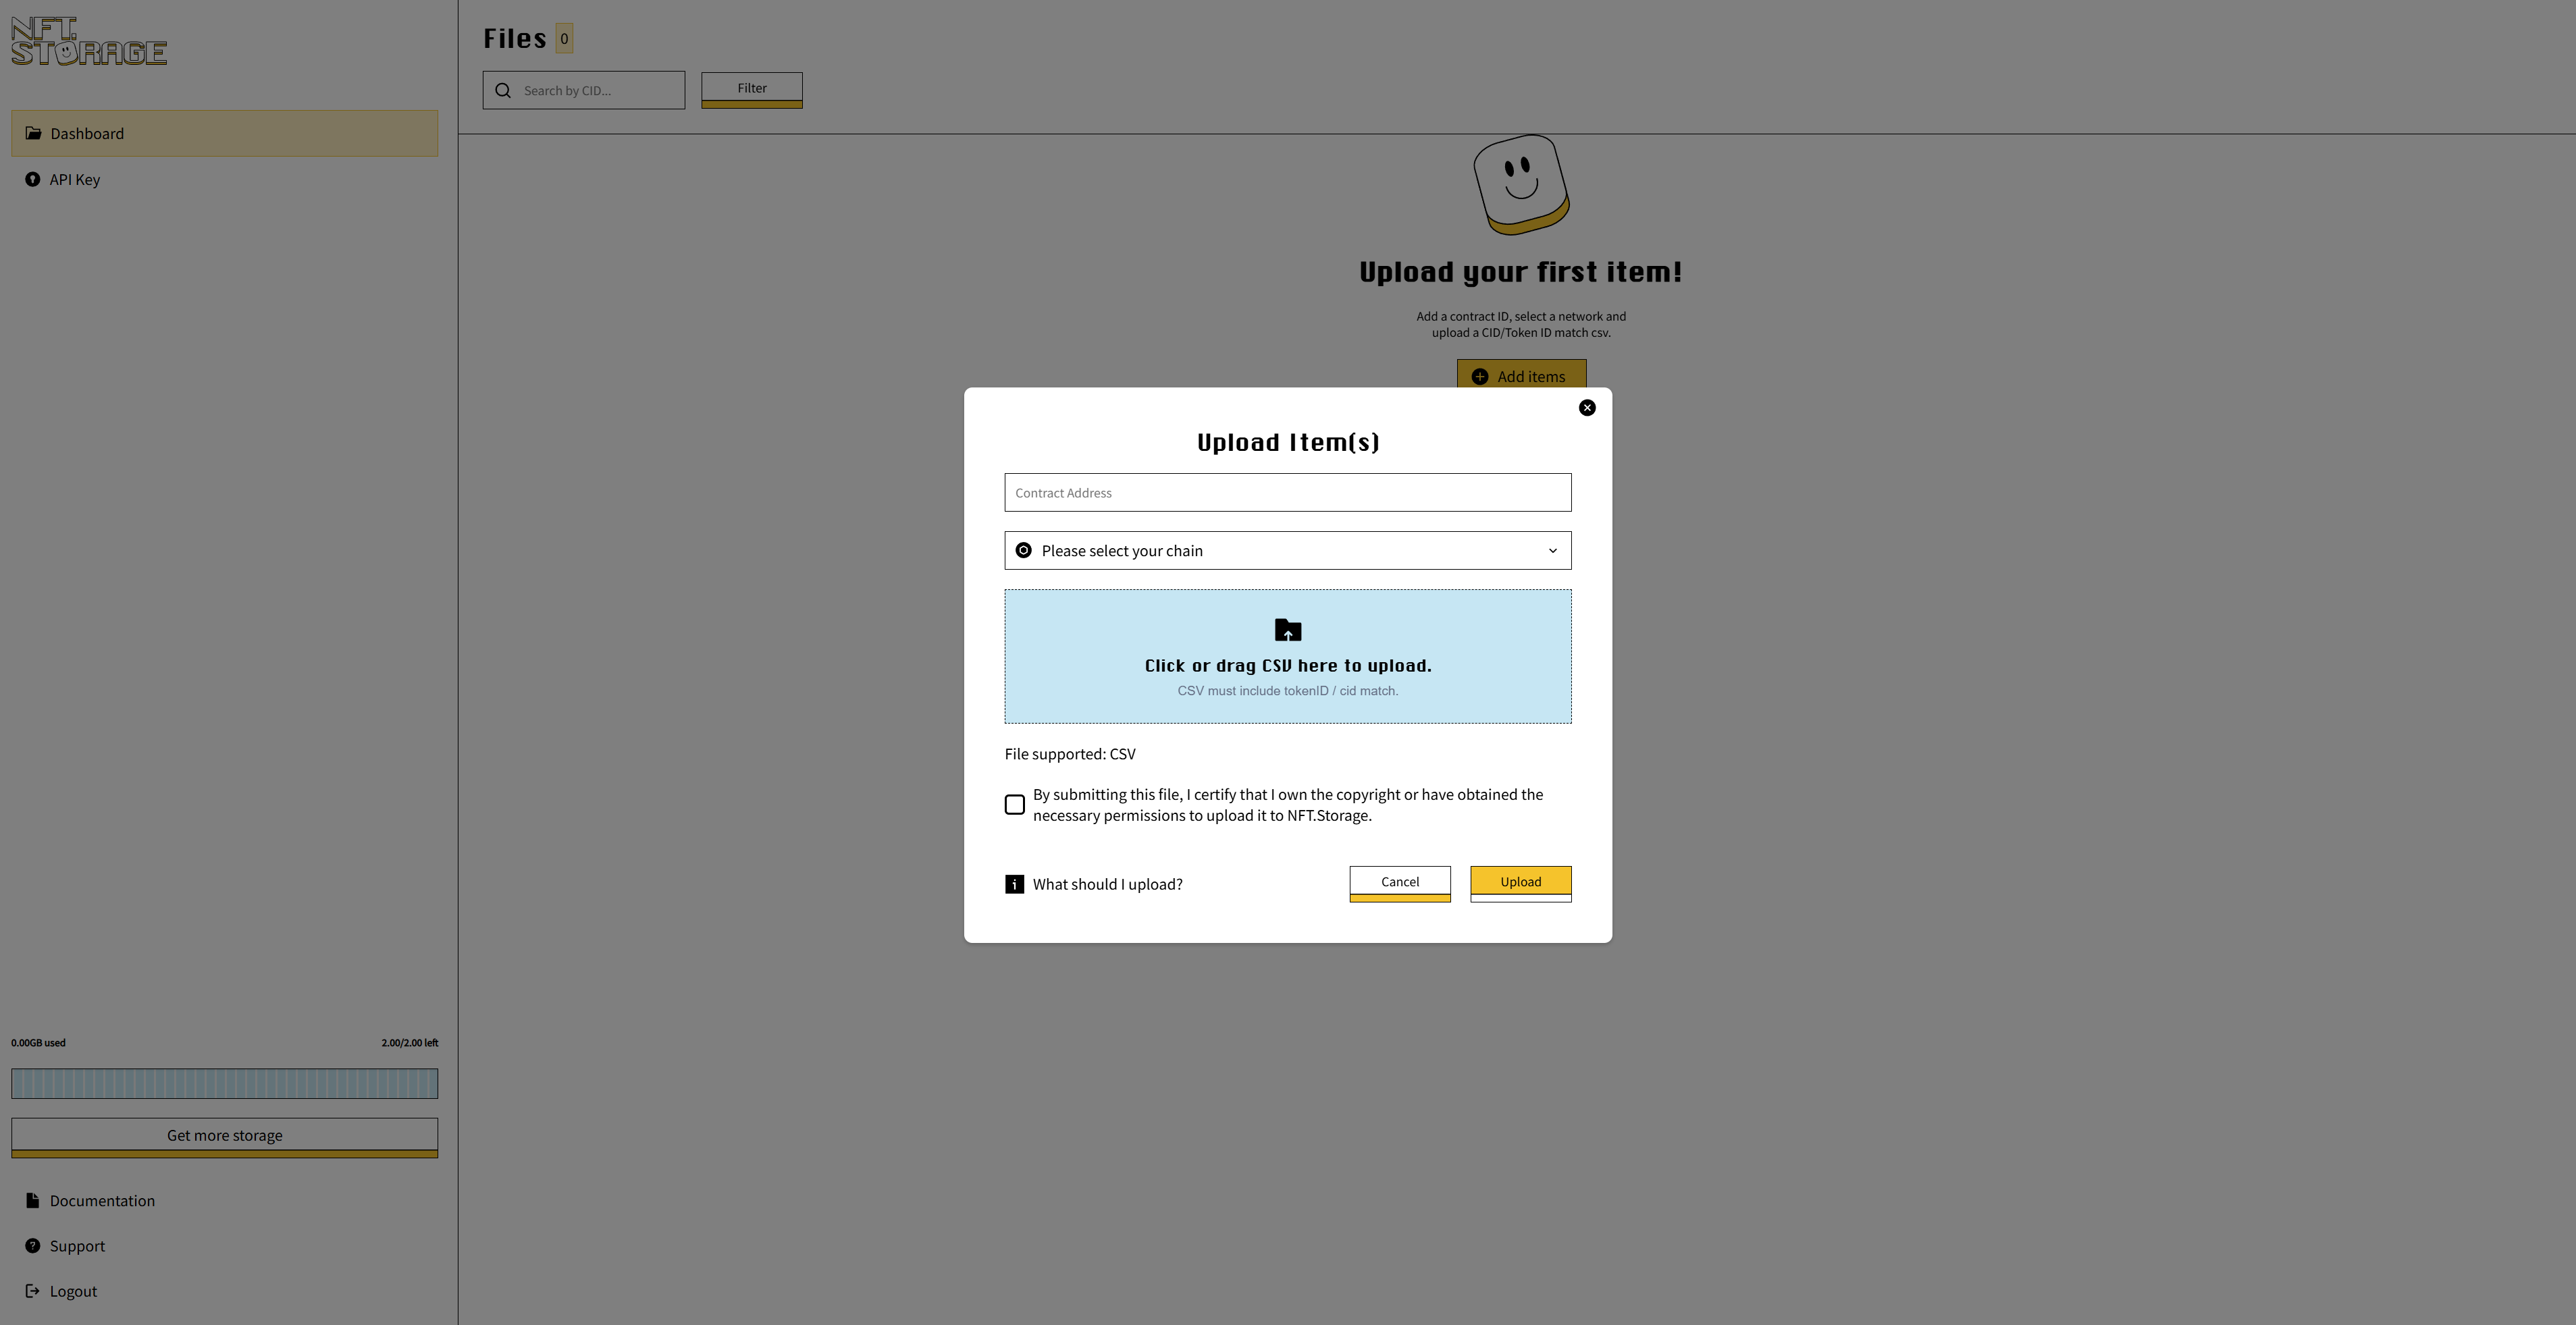 NFT.
STORAGE
Dashboard
API Key
0.00GB used
2.00/2.00 left
Get more storage
Documentation
Support
Logout
Files 0
Search by CID...
Filter
Upload your first item!
Add a contract ID, select a network and
upload a CID/Token ID match csv.
Add items
Upload Item(s)
Contract Address
Please select your chain
Click or drag CSV here to upload.
CSV must include tokenID / cid match.
File supported: CSV
By submitting this file, I certify that I own the copyright or have obtained the
necessary permissions to upload it to NFT.Storage.
What should I upload?
Cancel
Upload